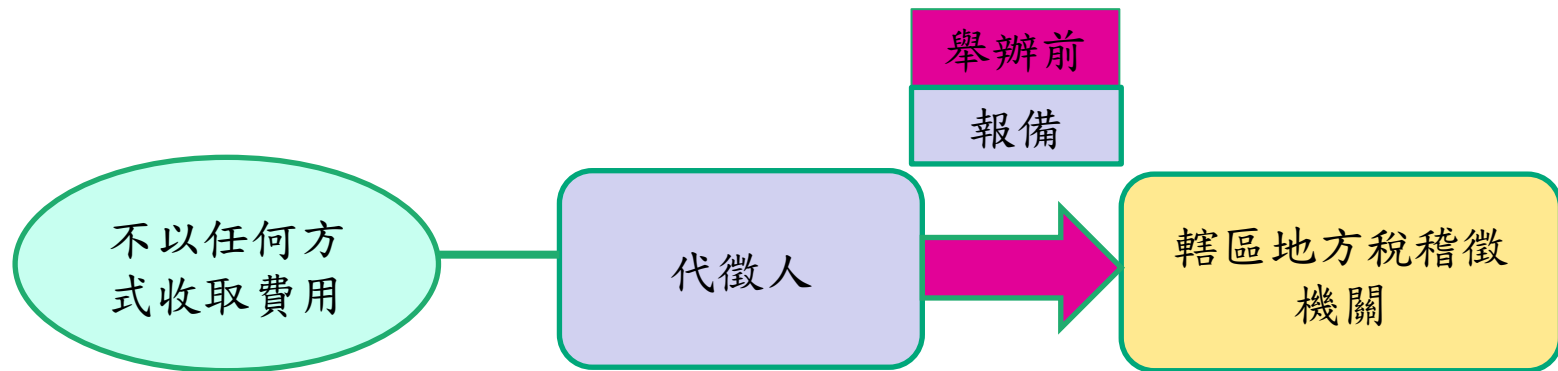 舉辦前
報備
不以任何方
式收取費用
代徵人
轄區地方稅稽徵
機關